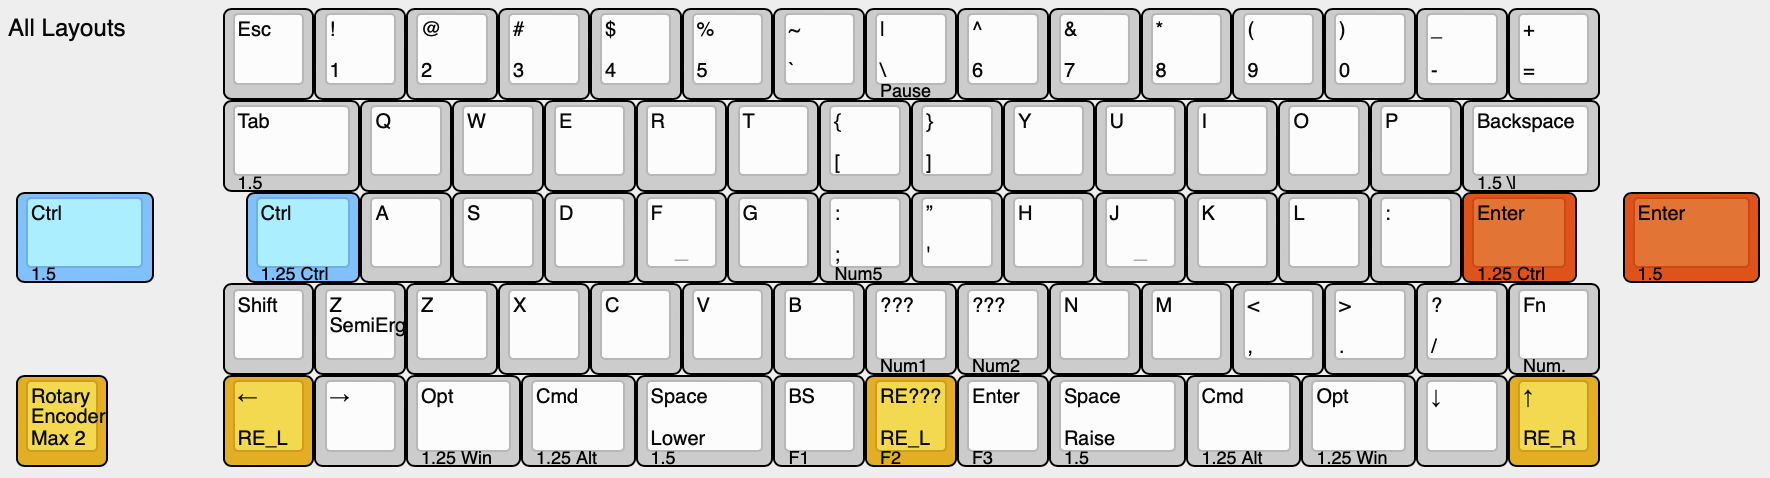 All Layouts
Esc ! @ # $ % ~ | ^ & * ( ) _ +
1 2 3 4 5 ` \ 6 7 8 9 0 - =
Pause
Tab Q W E R T { } Y U I O P Backspace
[ ]
1.5 1.5 \|
Ctrl Ctrl A S D F G : ” H J K L : Enter Enter
_ ; ' _
1.5 1.25 Ctrl Num5 1.25 Ctrl 1.5
Shift Z Z X C V B ??? ??? N M < > ? Fn
SemiErg
, . /
Num1 Num2 Num.
Rotary ← → Opt Cmd Space BS RE??? Enter Space Cmd Opt ↓ ↑
Encoder
Max 2 RE_L Lower RE_L Raise RE_R
1.25 Win 1.25 Alt 1.5 F1 F2 F3 1.5 1.25 Alt 1.25 Win